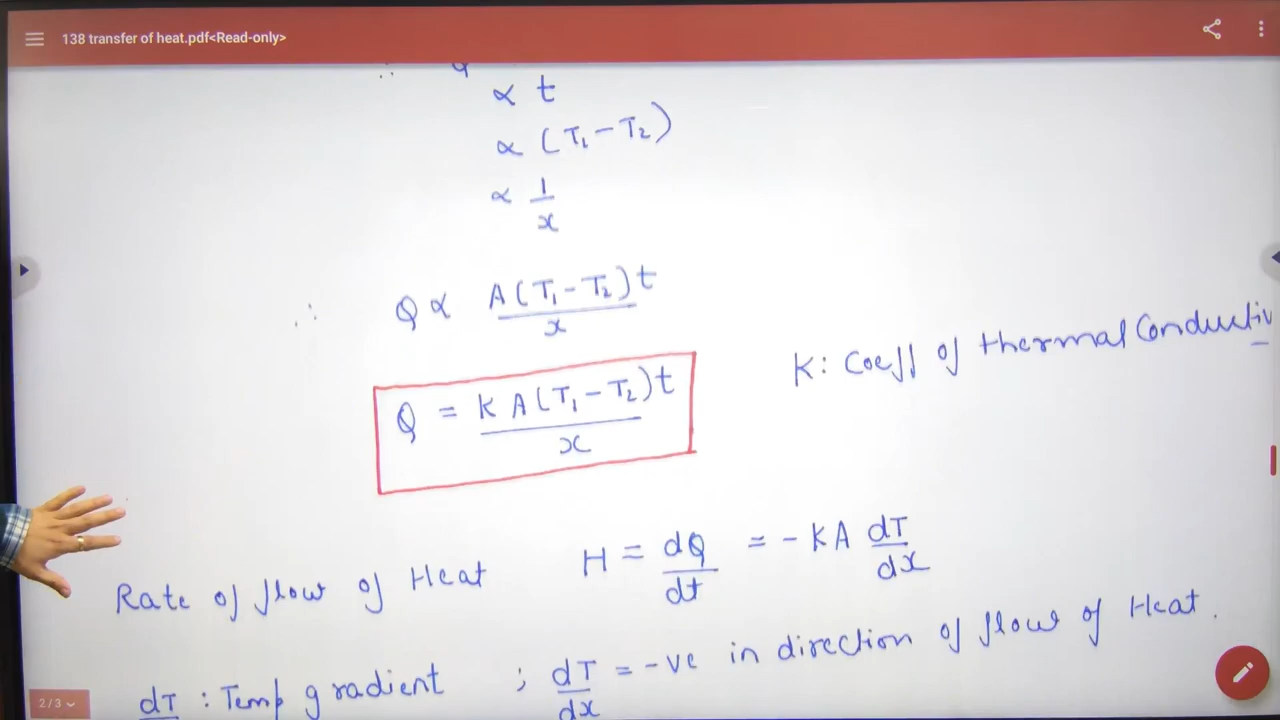 138 transfer of heat.pdf<Read-only>
∝ t
∝ (T₁ - T₂)
∝ 1/x
∴ Q ∝ A(T₁ - T₂)t / x
Q = K A(T₁ - T₂)t / x
K: Coeff of thermal Conductiv
Rate of flow of Heat H = dQ/dt = - KA dT/dx
dT : Temp gradient ; dT/dx = -ve in direction of flow of Heat.
2/3